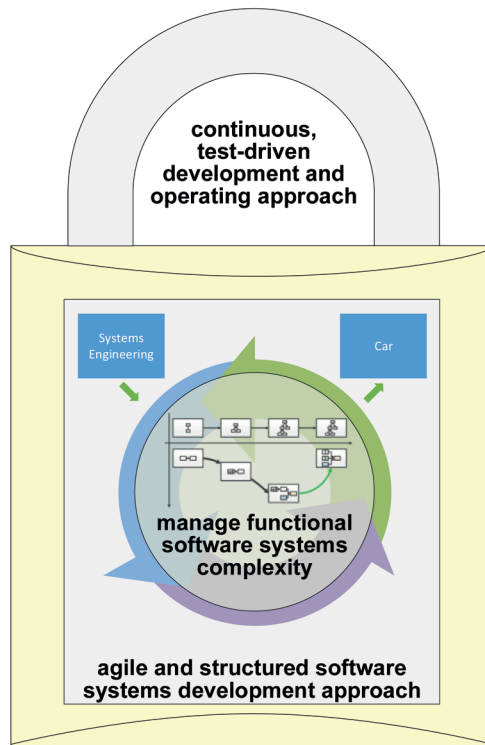 continuous,
test-driven
development and
operating approach
Systems
Engineering
Car
manage functional
software systems
complexity
agile and structured software
systems development approach